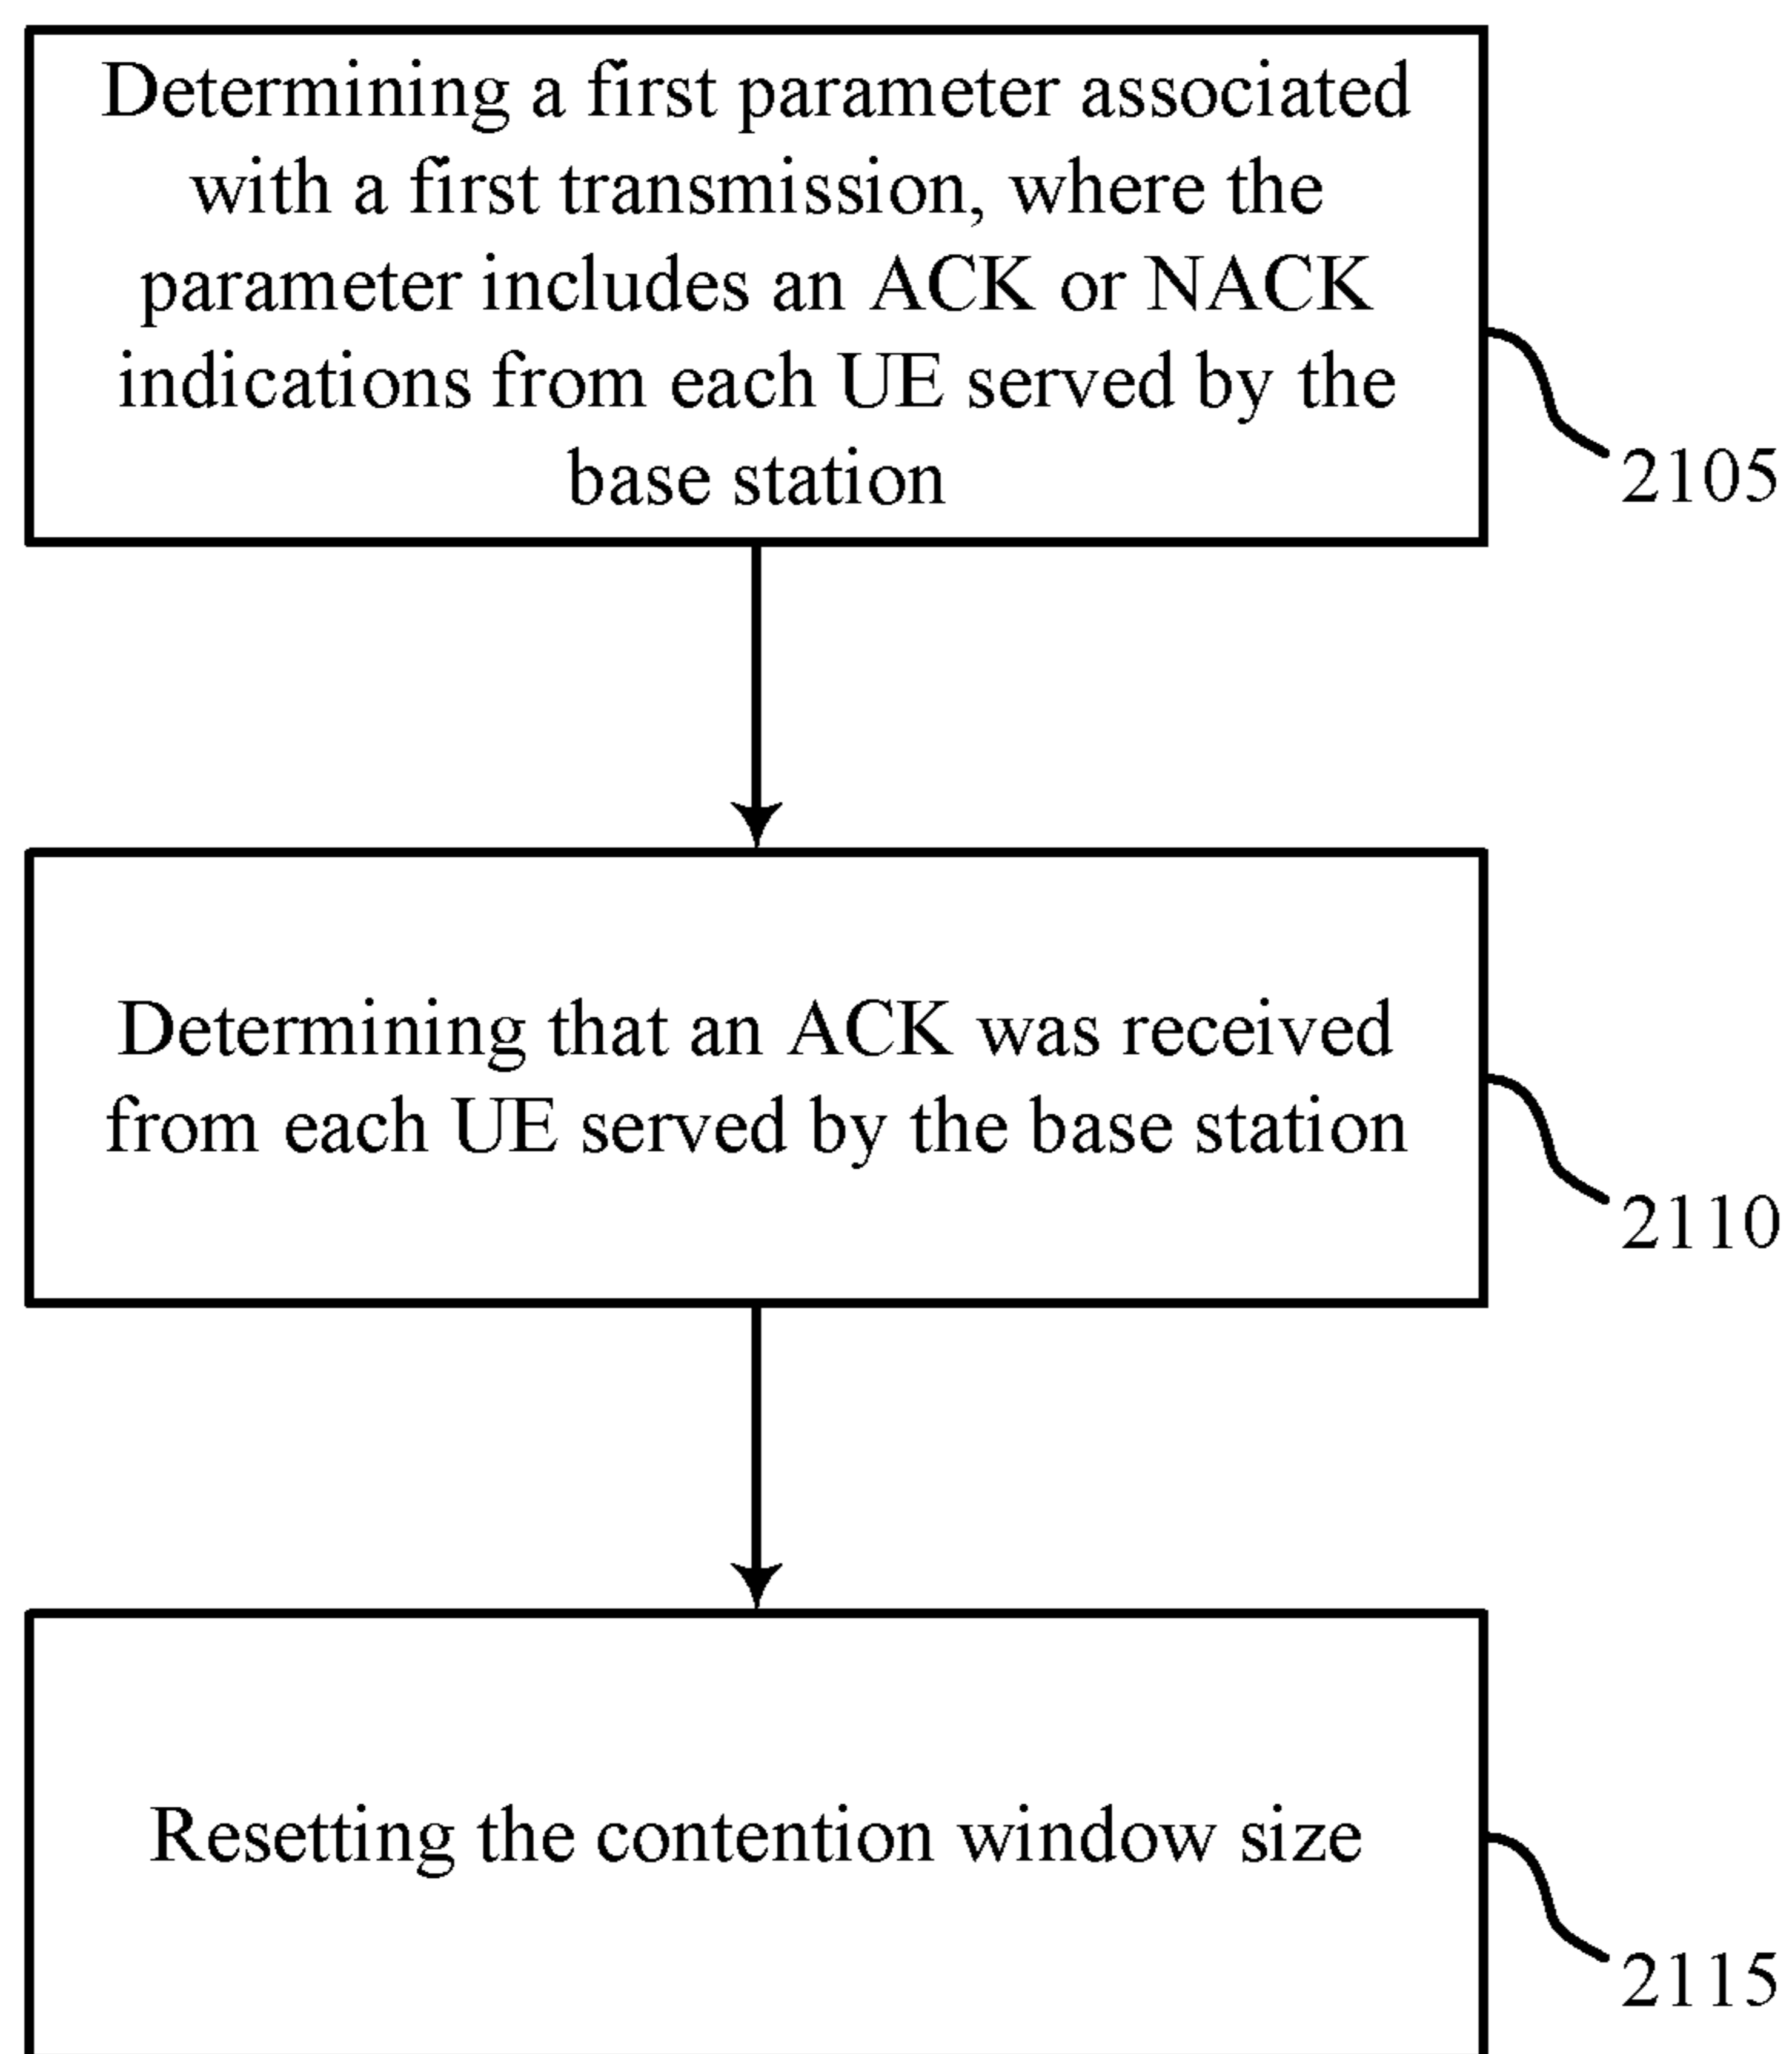 Determining a first parameter associated
with a first transmission, where the
parameter includes an ACK or NACK
indications from each UE served by the
base station
2105
Determining that an ACK was received
from each UE served by the base station
2110
Resetting the contention window size
2115